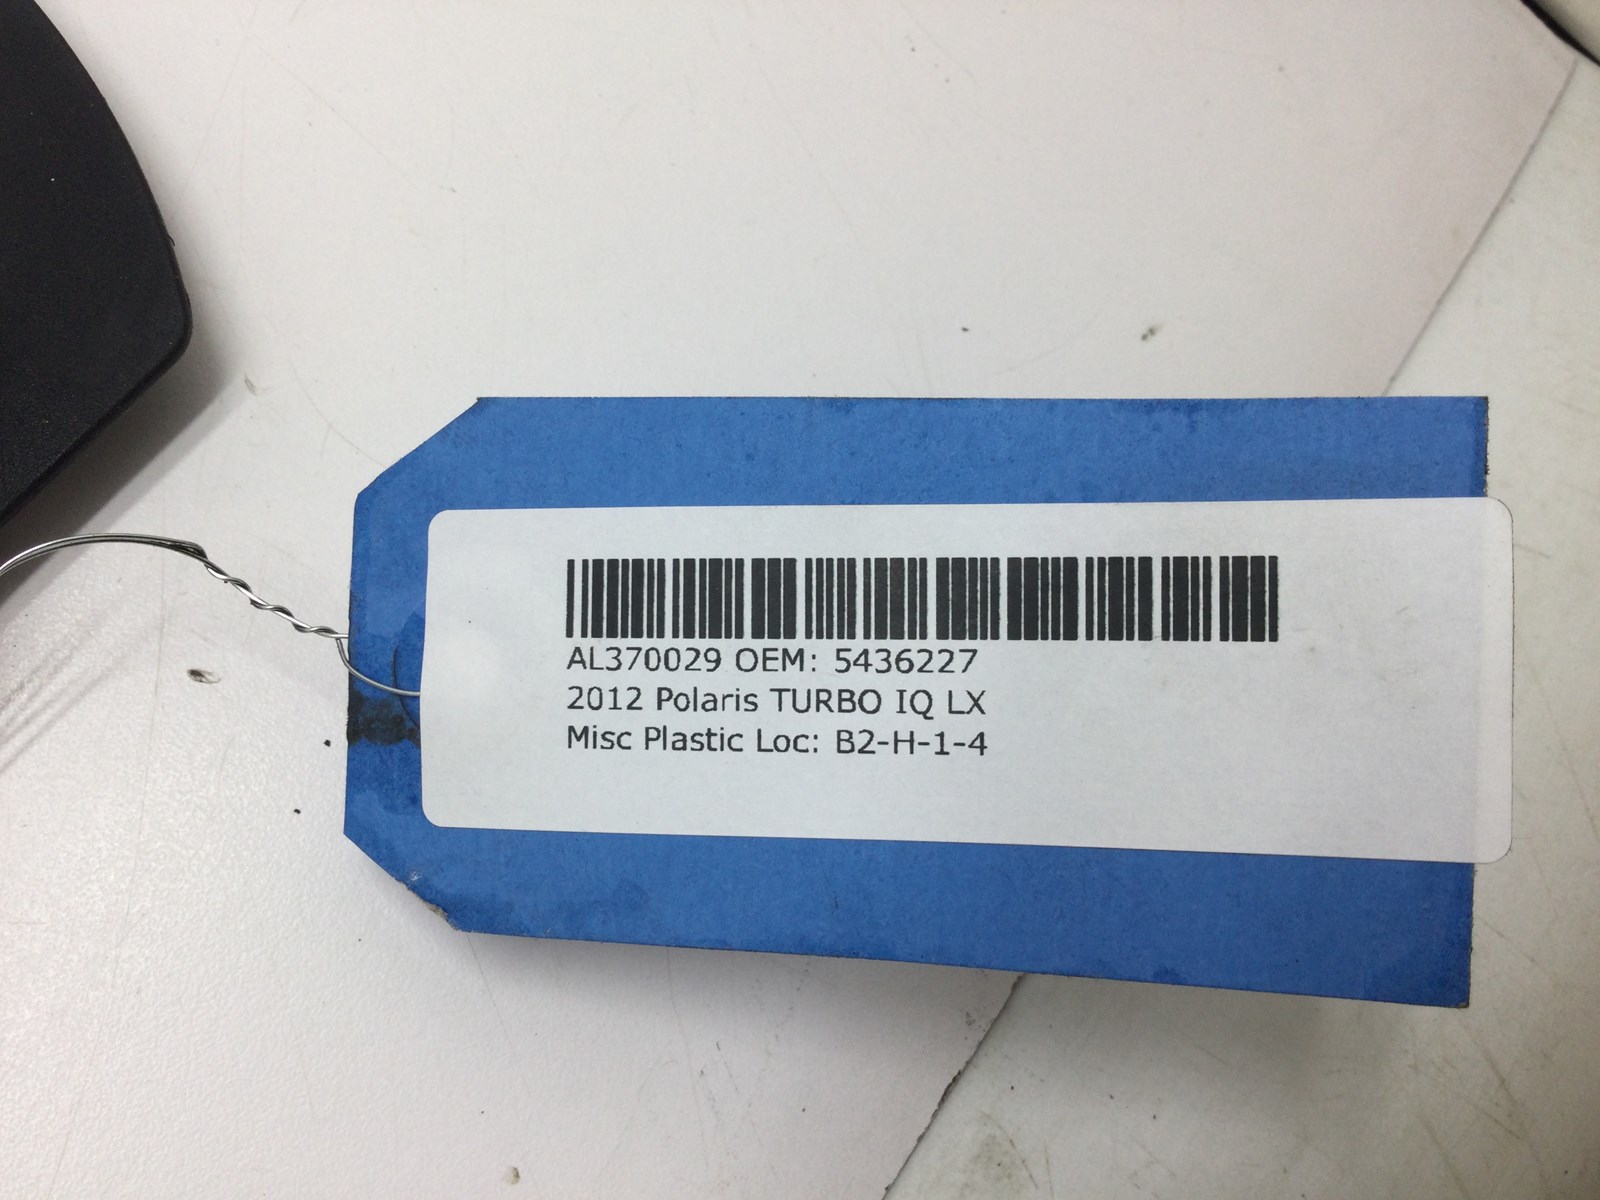 AL370029 OEM: 5436227
2012 Polaris TURBO IQ LX
Misc Plastic Loc: B2-H-1-4